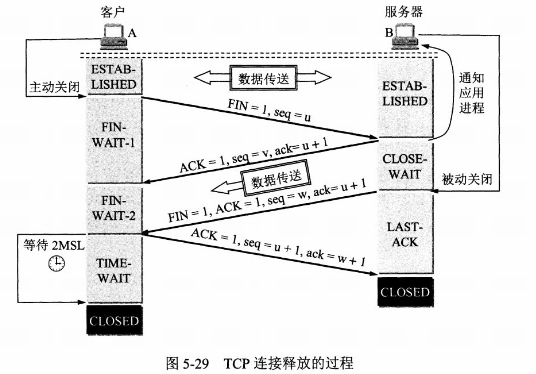 客户
A
服务器
B
ESTAB-
LISHED
数据传送
ESTAB-
LISHED
通知
应用
进程
主动关闭
FIN = 1, seq = u
FIN-
WAIT-1
ACK = 1, seq = v, ack= u + 1
CLOSE-
WAIT
数据传送
被动关闭
FIN-
WAIT-2
FIN = 1, ACK = 1, seq = w, ack= u + 1
ACK = 1, seq = u + 1, ack = w + 1
LAST-
ACK
等待 2MSL
TIME-
WAIT
CLOSED
CLOSED
图 5-29 TCP 连接释放的过程